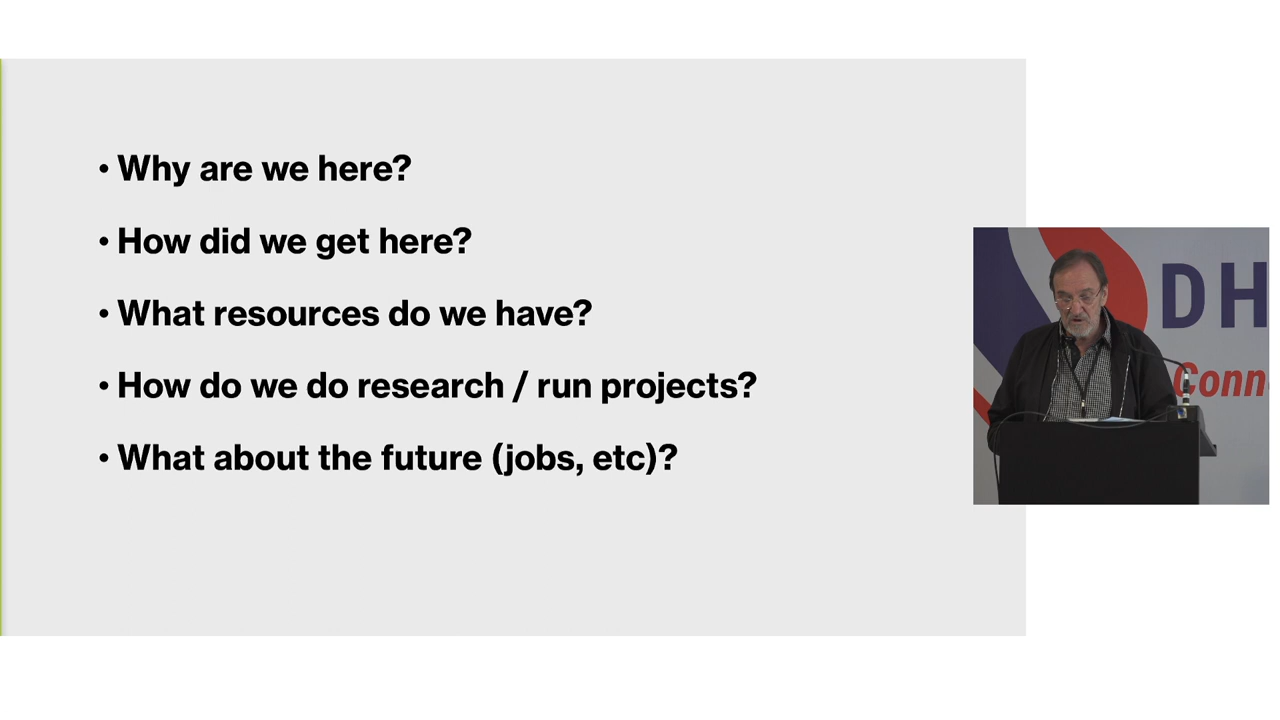 • Why are we here?
• How did we get here?
• What resources do we have?
• How do we do research / run projects?
• What about the future (jobs, etc)?
DH
Conn